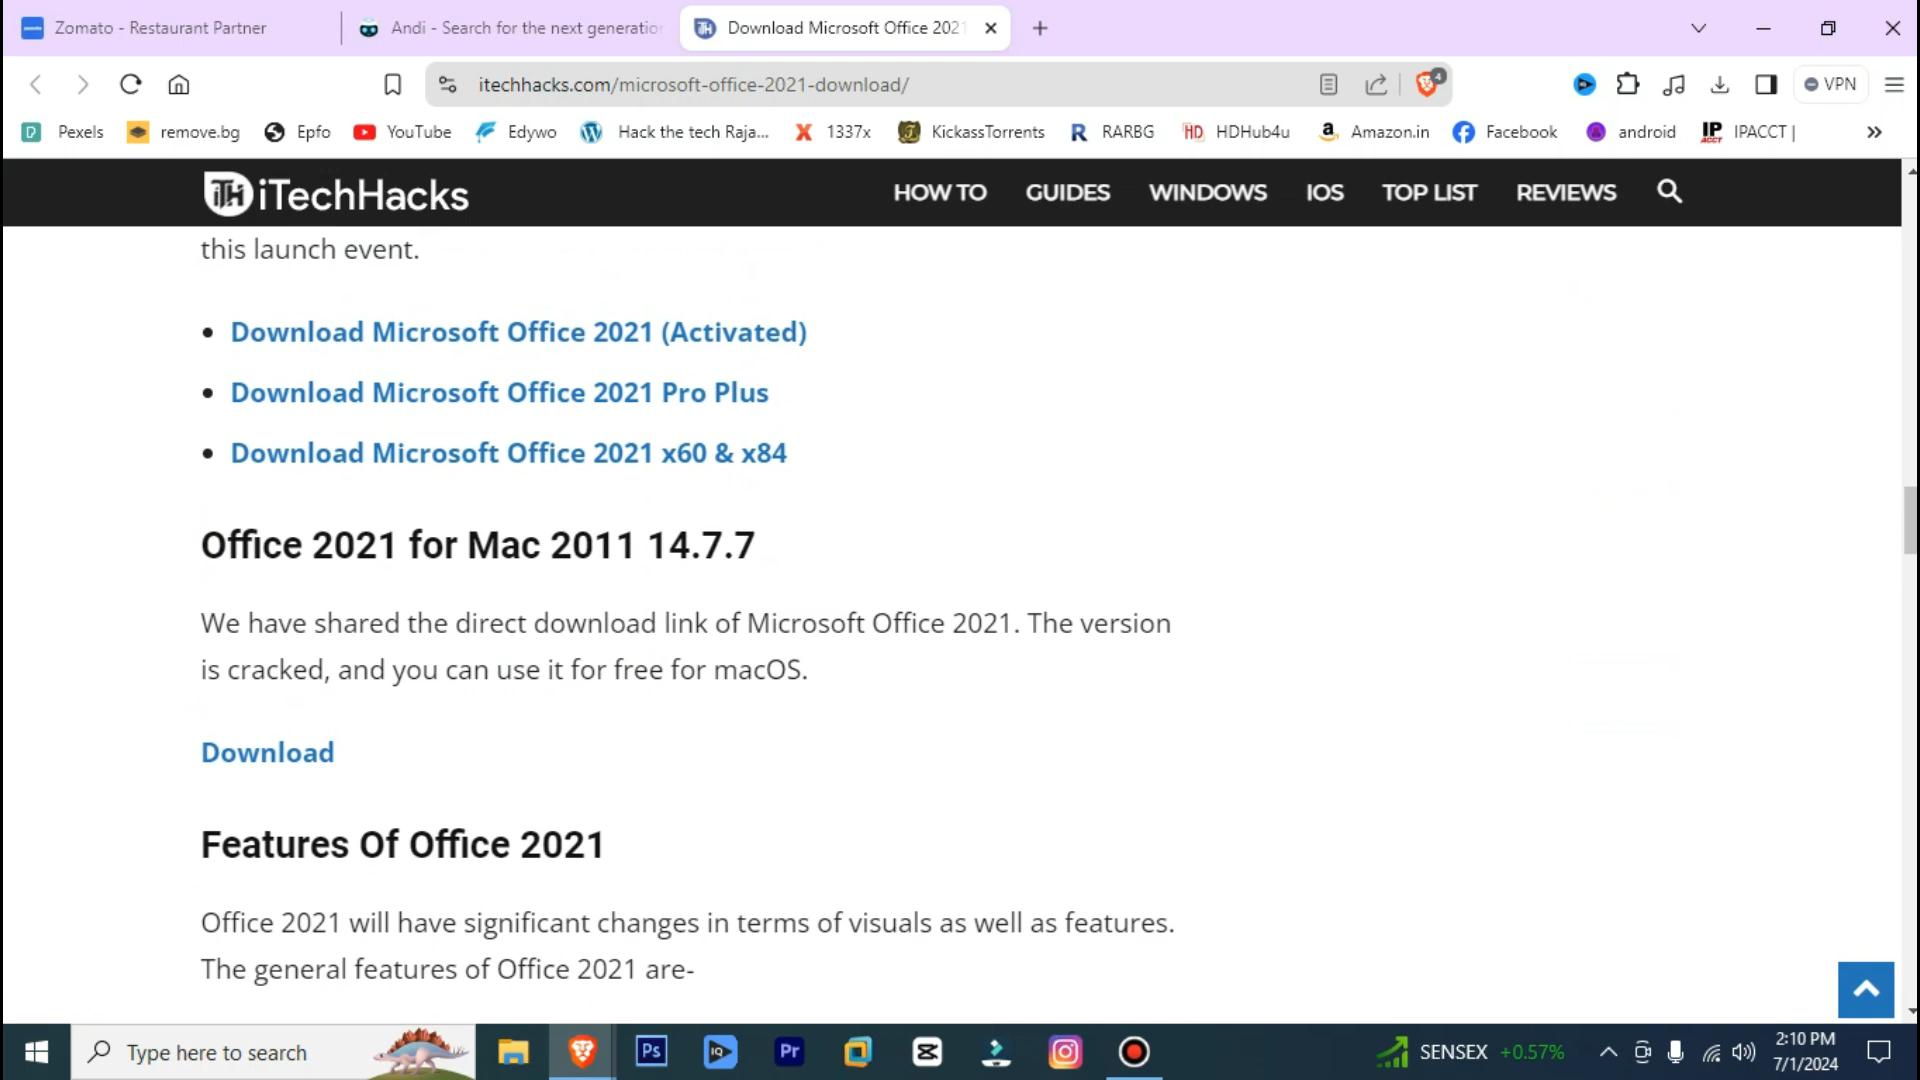 Zomato - Restaurant Partner
Andi - Search for the next generatio
Download Microsoft Office 2021
itechhacks.com/microsoft-office-2021-download/
4
VPN
Pexels
remove.bg
Epfo
YouTube
Edywo
Hack the tech Raja...
1337x
KickassTorrents
RARBG
HDHub4u
Amazon.in
Facebook
android
IPACCT |
iTechHacks
HOW TO
GUIDES
WINDOWS
IOS
TOP LIST
REVIEWS
this launch event.
Download Microsoft Office 2021 (Activated)
Download Microsoft Office 2021 Pro Plus
Download Microsoft Office 2021 x60 & x84
Office 2021 for Mac 2011 14.7.7
We have shared the direct download link of Microsoft Office 2021. The version
is cracked, and you can use it for free for macOS.
Download
Features Of Office 2021
Office 2021 will have significant changes in terms of visuals as well as features.
The general features of Office 2021 are-
Type here to search
Ps
IQ
Pr
SENSEX +0.57%
2:10 PM
7/1/2024